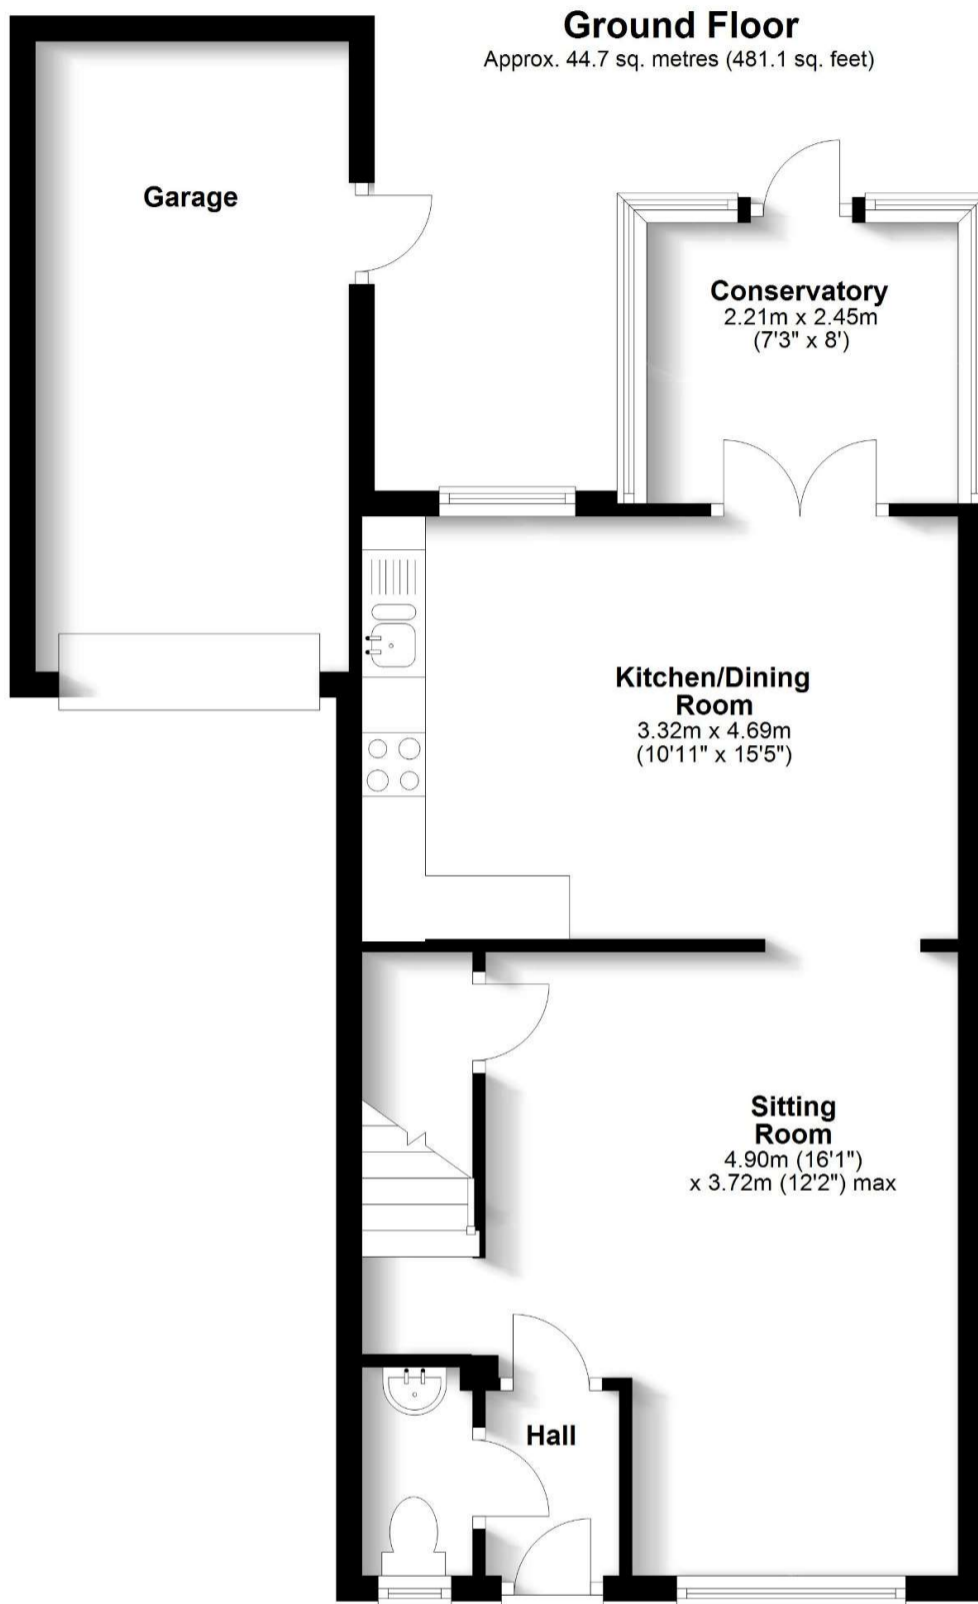 Ground Floor
Approx. 44.7 sq. metres (481.1 sq. feet)
Garage
Conservatory
2.21m x 2.45m
(7'3" x 8')
Kitchen/Dining
Room
3.32m x 4.69m
(10'11" x 15'5")
Sitting
Room
4.90m (16'1")
x 3.72m (12'2") max
Hall